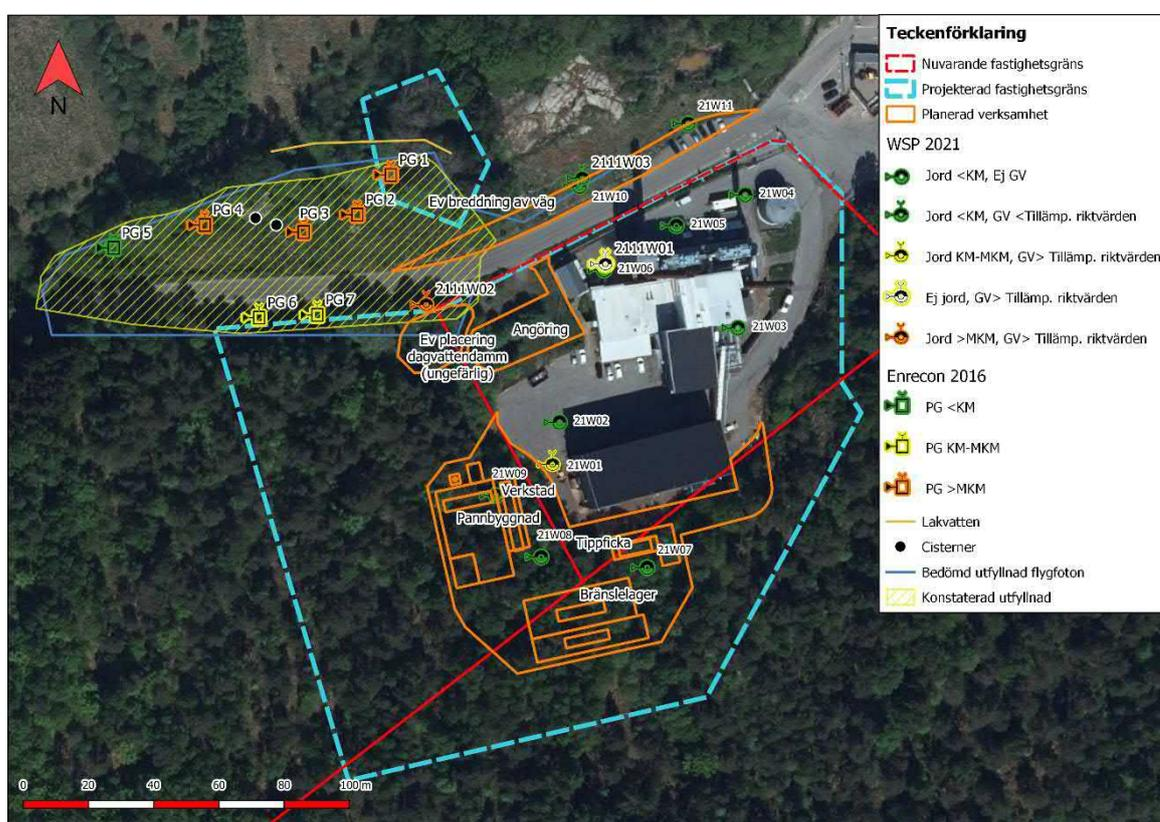 N
21W11
2111W03
PG 1
21W10
21W04
PG 2
Ev breddning av väg
PG 4
PG 3
21W05
PG 5
2111W01
21W06
2111W02
PG 6
PG 7
Angöring
21W03
Ev placering
dagvattendamm
(ungefärlig)
21W02
21W01
21W09
Verkstad
Pannbyggnad
Tippficka
21W08
21W07
Bränslelager
0 20 40 60 80 100 m
Teckenförklaring
Nuvarande fastighetsgräns
Projekterad fastighetsgräns
Planerad verksamhet
WSP 2021
Jord <KM, Ej GV
Jord <KM, GV <Tillämp. riktvärden
Jord KM-MKM, GV> Tillämp. riktvärden
Ej jord, GV> Tillämp. riktvärden
Jord >MKM, GV> Tillämp. riktvärden
Enrecon 2016
PG <KM
PG KM-MKM
PG >MKM
Lakvatten
Cisterner
Bedömd utfyllnad flygfoton
Konstaterad utfyllnad